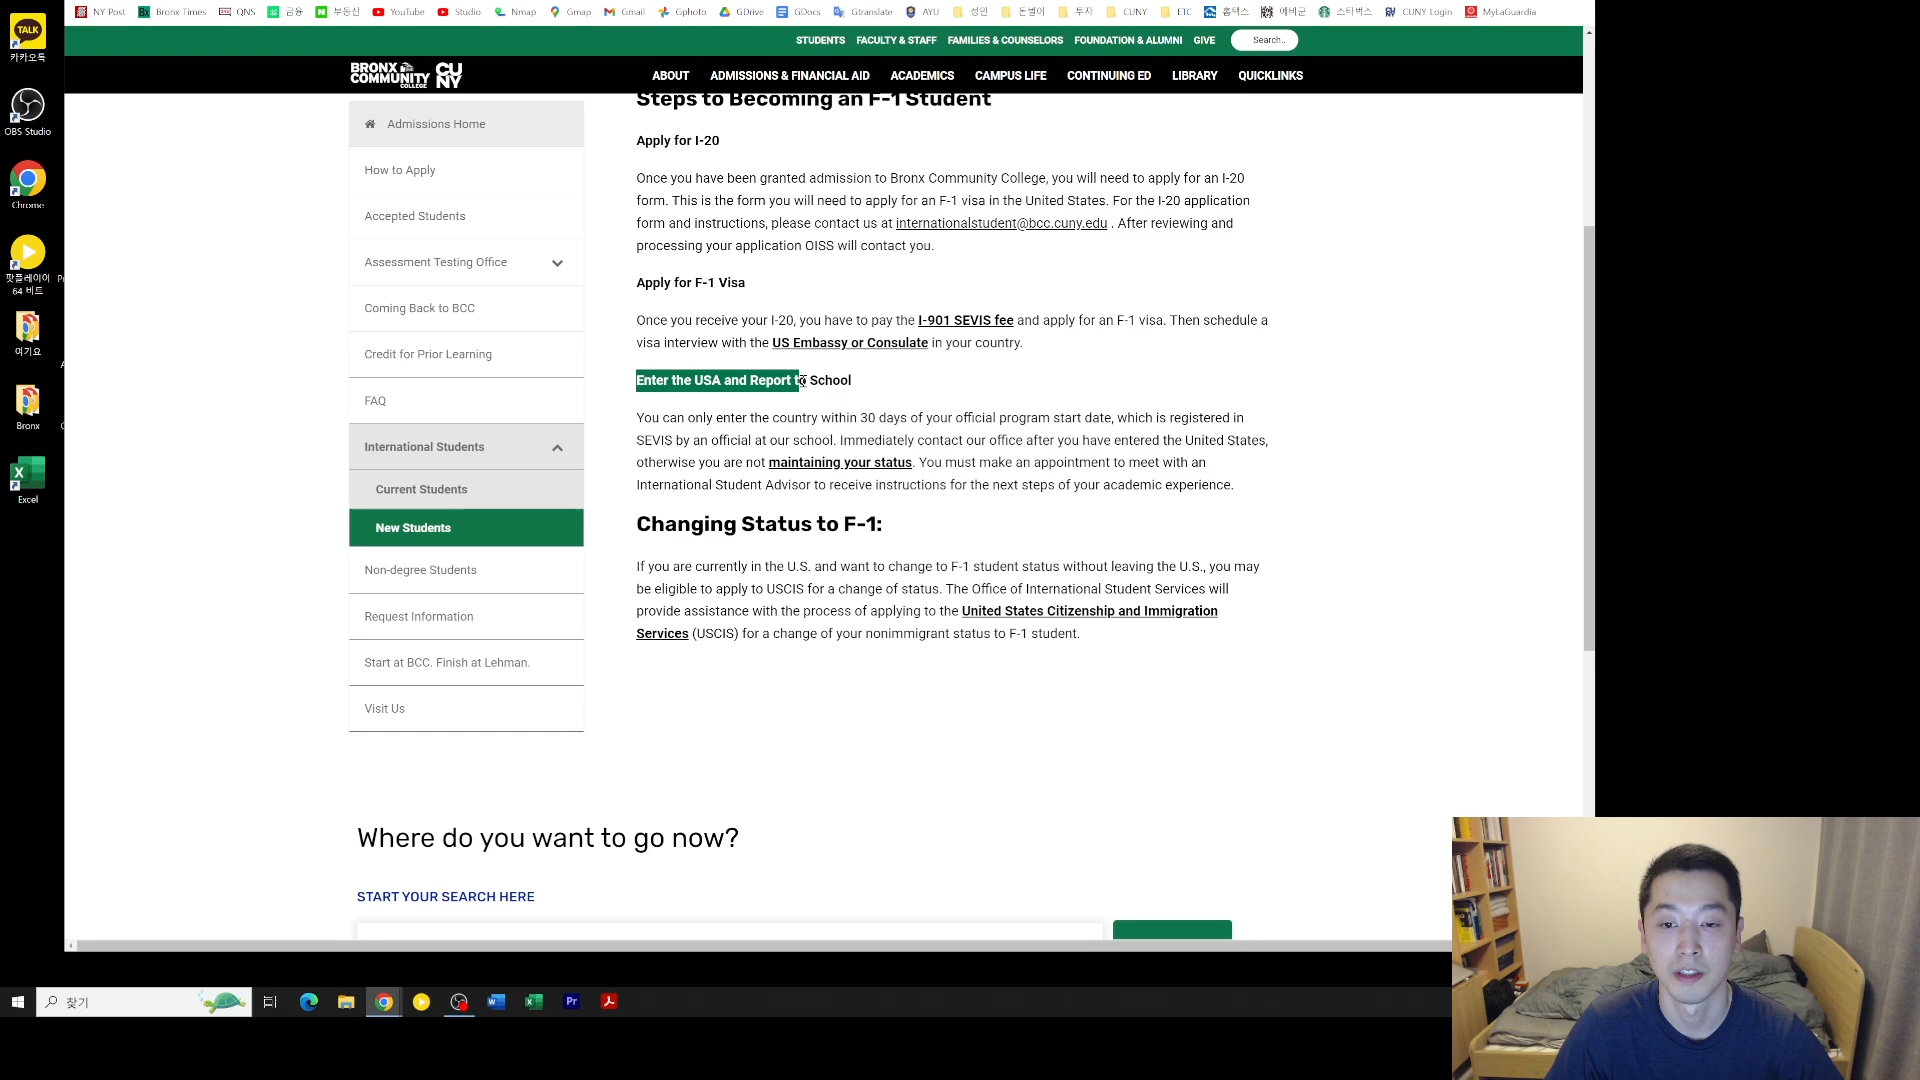 NY Post
Bronx Times
QNS
금융
부동산
YouTube
Studio
Nmap
Gmap
Gmail
Gphoto
GDrive
GDocs
Gtranslate
AYU
성민
돈벌이
투자
CUNY
ETC
홈택스
예비군
스타벅스
CUNY Login
MyLaGuardia
TALK
카카오톡
OBS Studio
Chrome
팟플레이어
64 비트
여기요
Bronx
Excel
STUDENTS
FACULTY & STAFF
FAMILIES & COUNSELORS
FOUNDATION & ALUMNI
GIVE
Search..
BRONX
COMMUNITY
COLLEGE
CU
NY
ABOUT
ADMISSIONS & FINANCIAL AID
ACADEMICS
CAMPUS LIFE
CONTINUING ED
LIBRARY
QUICKLINKS
Admissions Home
How to Apply
Accepted Students
Assessment Testing Office
Coming Back to BCC
Credit for Prior Learning
FAQ
International Students
Current Students
New Students
Non-degree Students
Request Information
Start at BCC. Finish at Lehman.
Visit Us
Steps to Becoming an F-1 Student
Apply for I-20
Once you have been granted admission to Bronx Community College, you will need to apply for an I-20
form. This is the form you will need to apply for an F-1 visa in the United States. For the I-20 application
form and instructions, please contact us at internationalstudent@bcc.cuny.edu . After reviewing and
processing your application OISS will contact you.
Apply for F-1 Visa
Once you receive your I-20, you have to pay the I-901 SEVIS fee and apply for an F-1 visa. Then schedule a
visa interview with the US Embassy or Consulate in your country.
Enter the USA and Report to School
You can only enter the country within 30 days of your official program start date, which is registered in
SEVIS by an official at our school. Immediately contact our office after you have entered the United States,
otherwise you are not maintaining your status. You must make an appointment to meet with an
International Student Advisor to receive instructions for the next steps of your academic experience.
Changing Status to F-1:
If you are currently in the U.S. and want to change to F-1 student status without leaving the U.S., you may
be eligible to apply to USCIS for a change of status. The Office of International Student Services will
provide assistance with the process of applying to the United States Citizenship and Immigration
Services (USCIS) for a change of your nonimmigrant status to F-1 student.
Where do you want to go now?
START YOUR SEARCH HERE
찾기
Pr